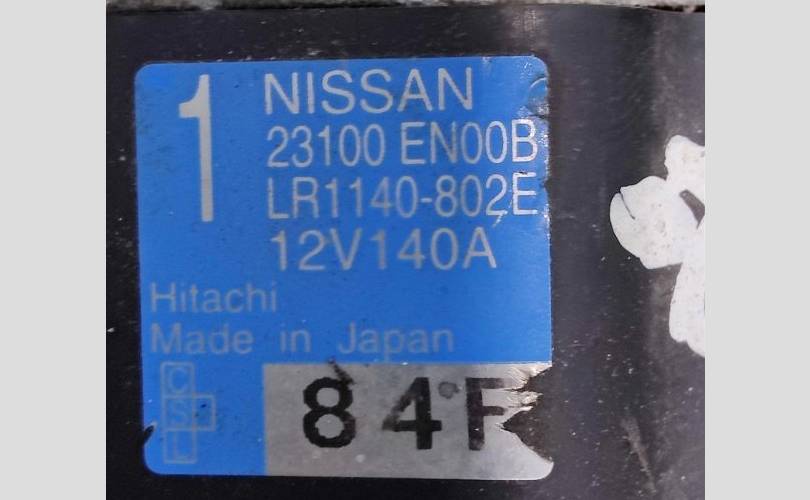 1
NISSAN
23100 EN00B
LR1140-802E
12V140A
Hitachi
Made in Japan
C
S
L
84F